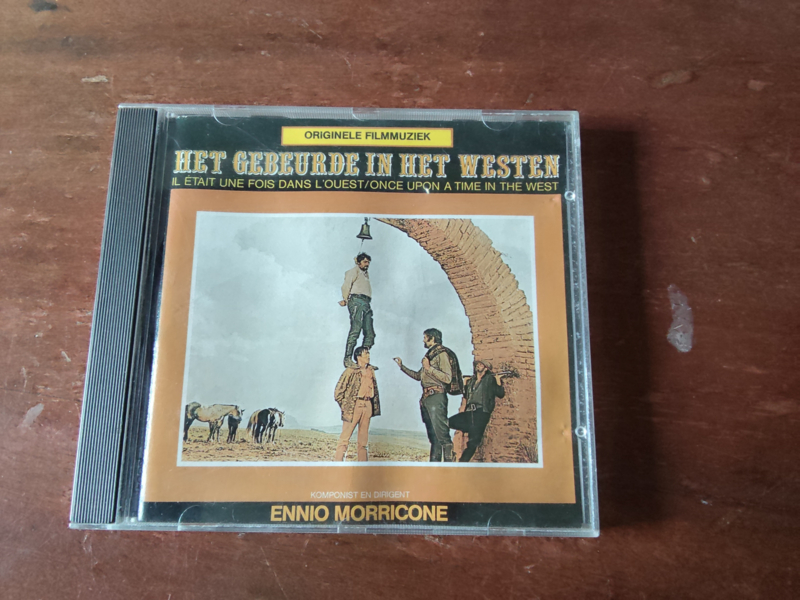 ORIGINELE FILMMUZIEK
HET GEBEURDE IN HET WESTEN
IL ÉTAIT UNE FOIS DANS L'OUEST/ONCE UPON A TIME IN THE WEST
KOMPONIST EN DIRIGENT
ENNIO MORRICONE